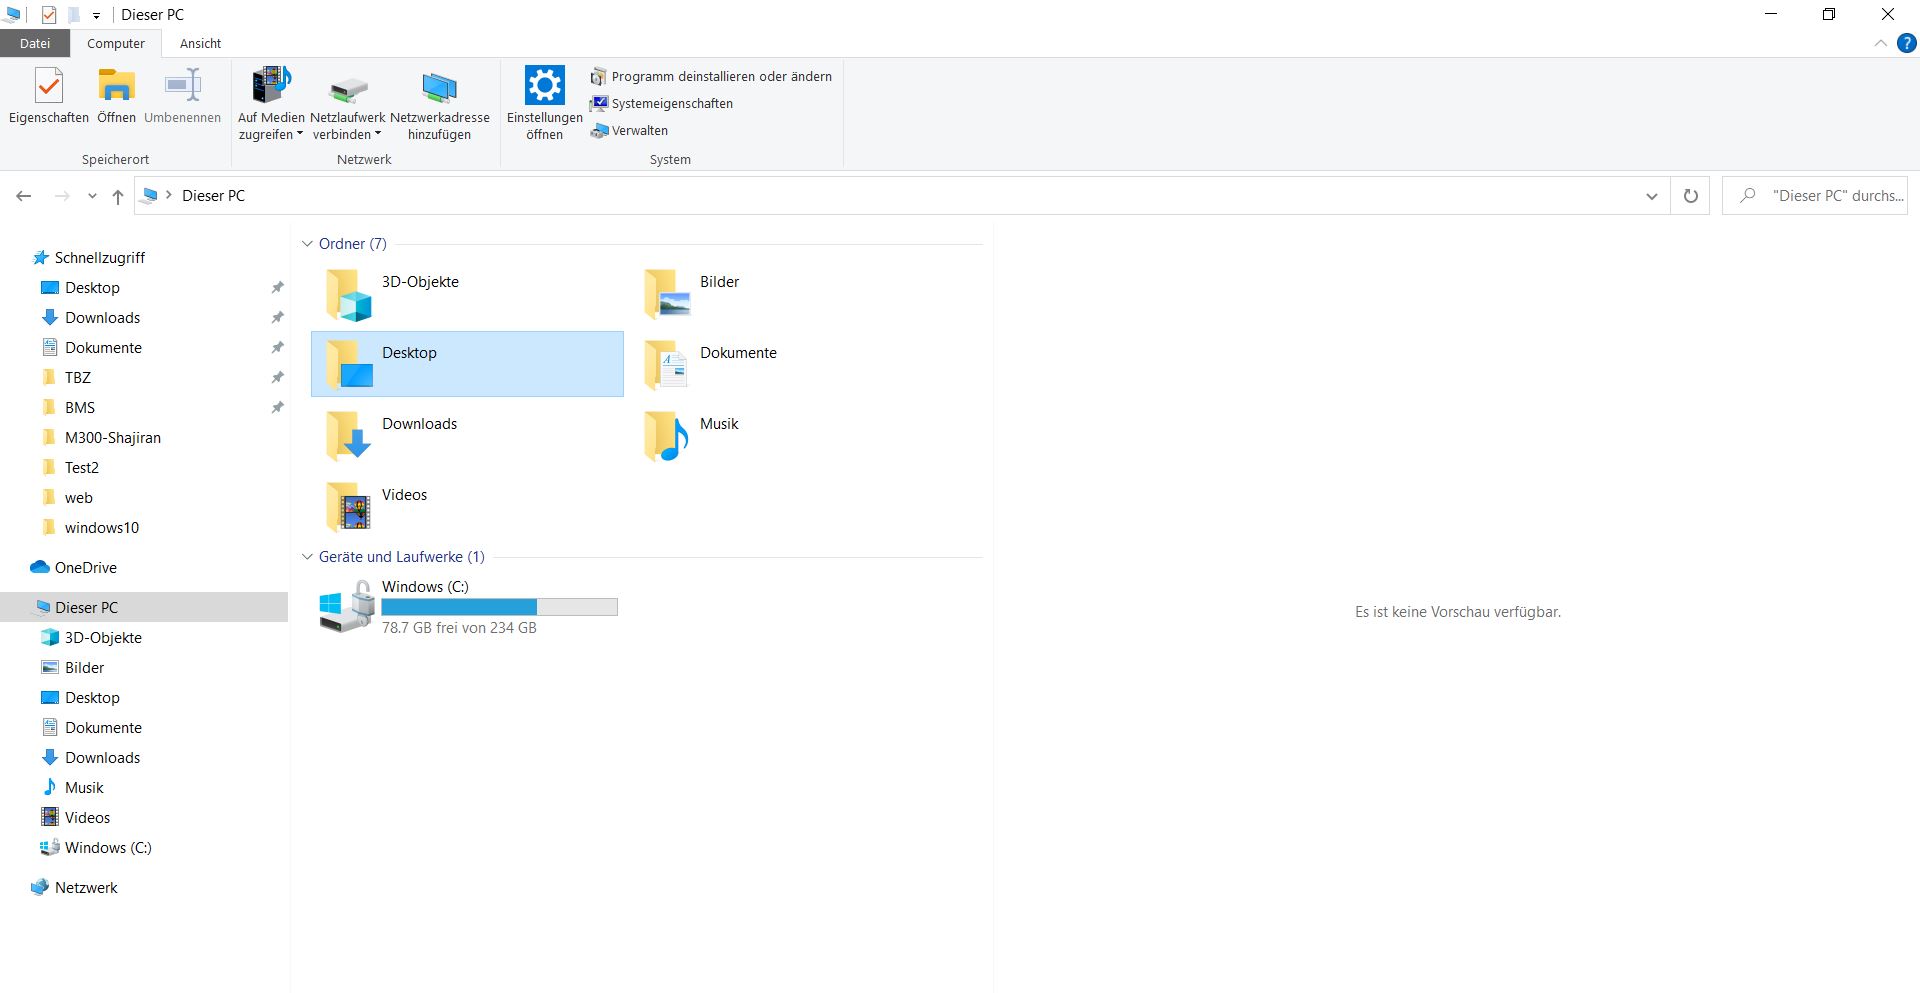 Dieser PC
Datei
Computer
Ansicht
Eigenschaften
Öffnen
Umbenennen
Speicherort
Auf Medien
zugreifen
Netzlaufwerk
verbinden
Netzwerkadresse
hinzufügen
Netzwerk
Einstellungen
öffnen
Programm deinstallieren oder ändern
Systemeigenschaften
Verwalten
System
Dieser PC
"Dieser PC" durchs...
Schnellzugriff
Desktop
Downloads
Dokumente
TBZ
BMS
M300-Shajiran
Test2
web
windows10
OneDrive
Dieser PC
3D-Objekte
Bilder
Desktop
Dokumente
Downloads
Musik
Videos
Windows (C:)
Netzwerk
Ordner (7)
3D-Objekte
Bilder
Desktop
Dokumente
Downloads
Musik
Videos
Geräte und Laufwerke (1)
Windows (C:)
78.7 GB frei von 234 GB
Es ist keine Vorschau verfügbar.